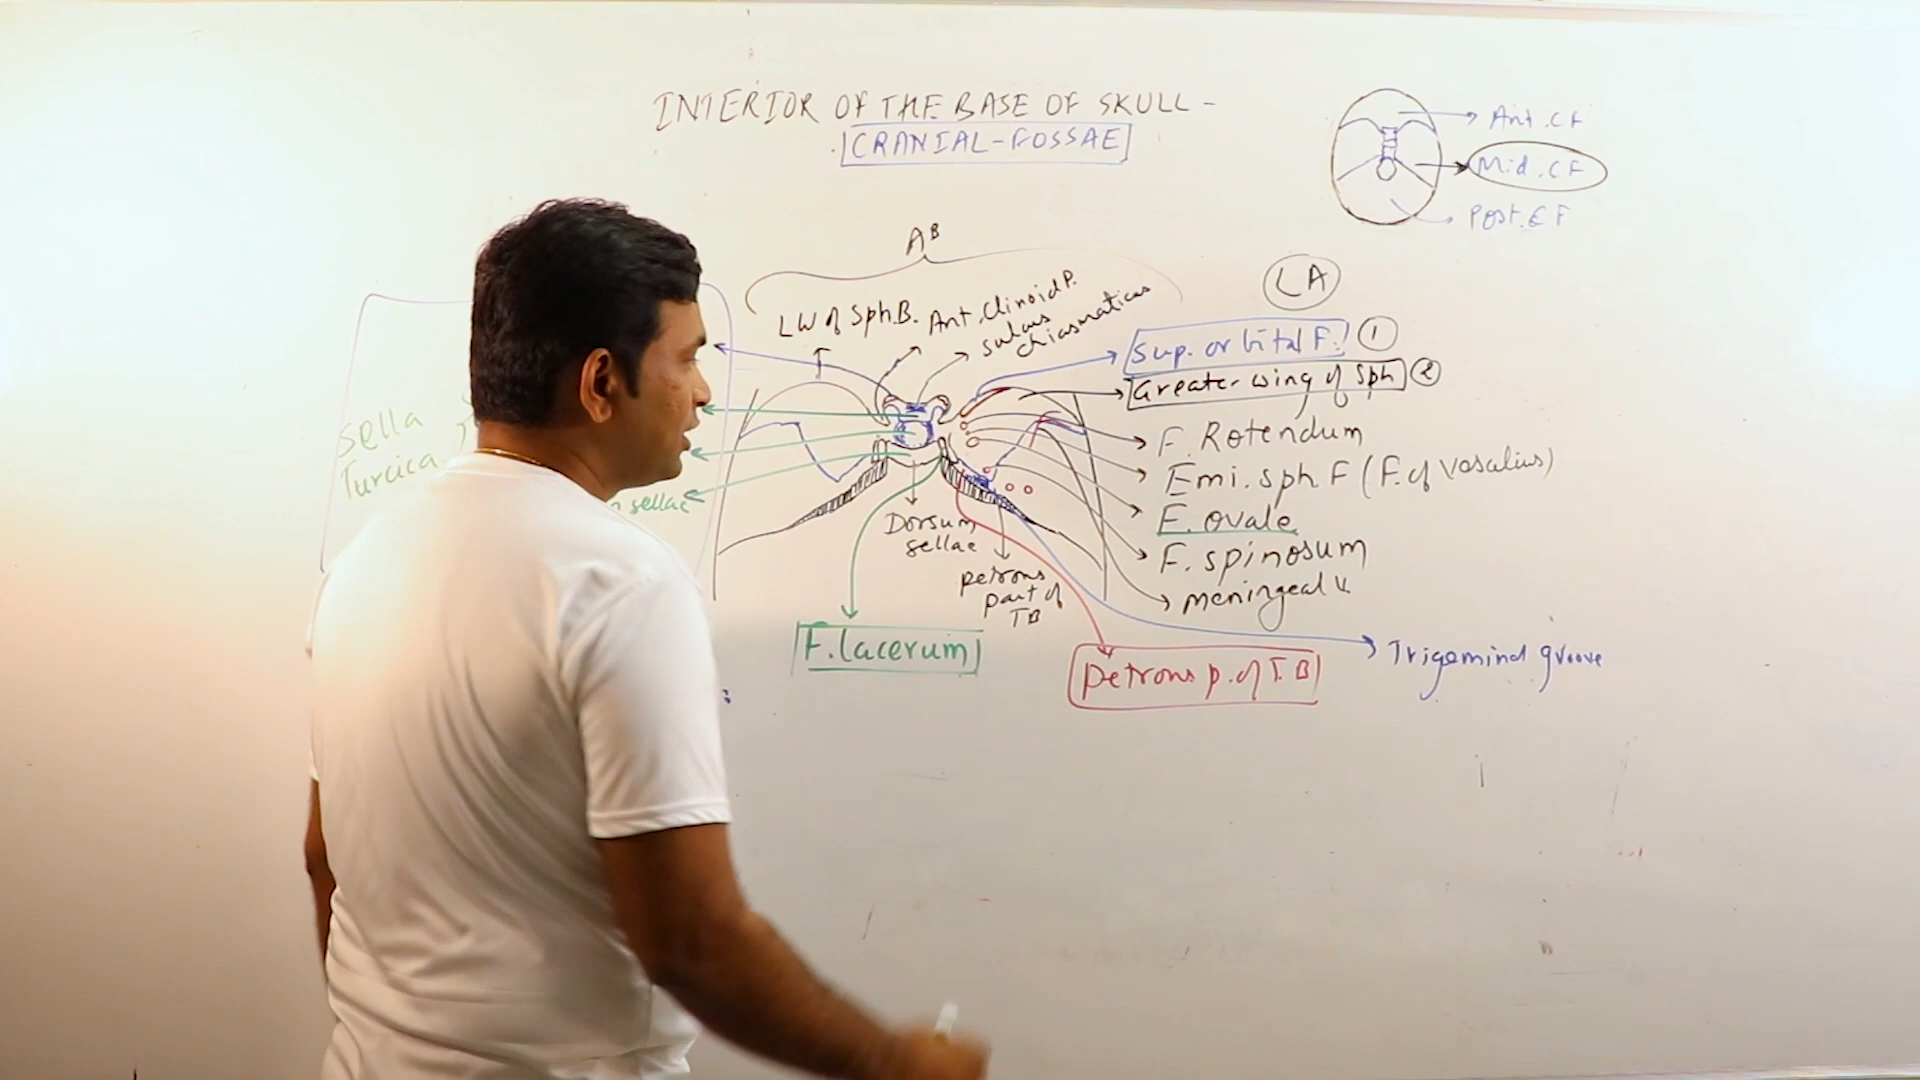 INTERIOR OF THE BASE OF SKULL -
CRANIAL-FOSSAE
Ant.CF
Mid.CF
Post.CF
AB
LW of Sph.B.
Ant.Clinoid P.
sulcus
chiasmaticus
LA
Sup. orbital F. 1
Greater wing of Sph 2
F. Rotendum
Emi. sph F (F. of Vasalius)
F. ovale
F. spinosum
meningeal
Trigeminal groove
Sella
Turcica
sellae
Dorsum
sellae
petrous
part of
TB
F. lacerum
Petrous p. of T.B